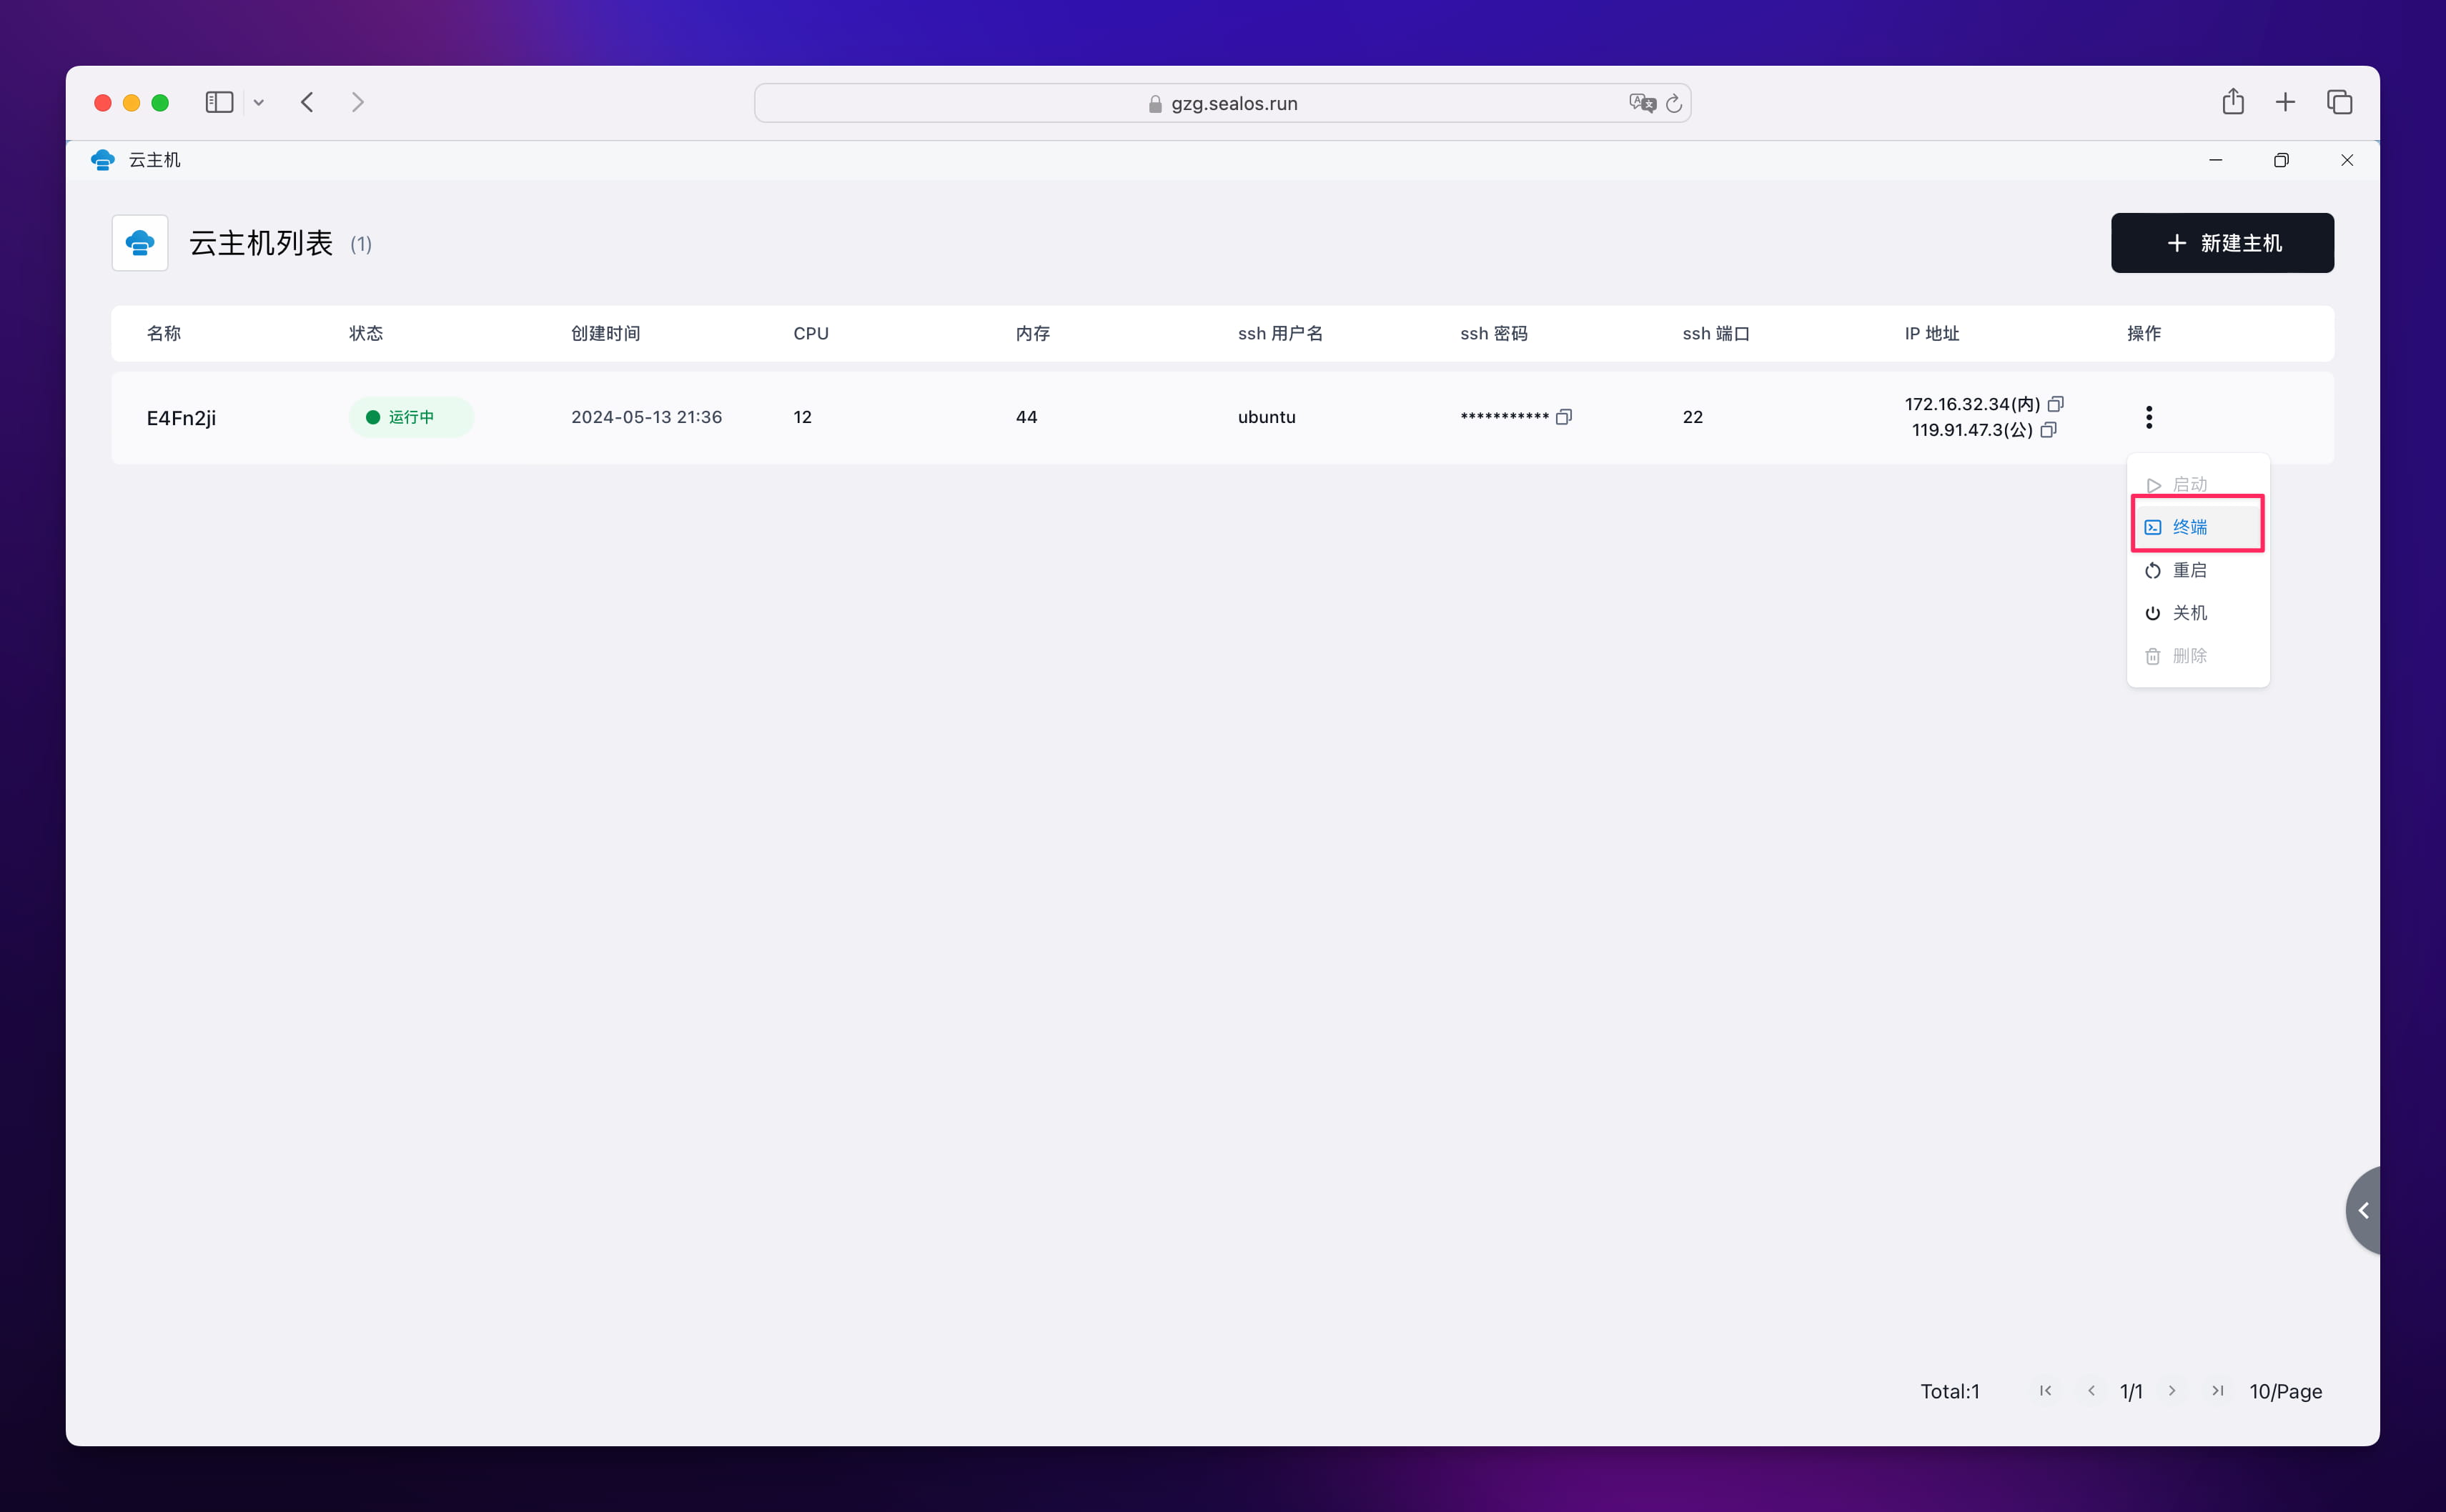 gzg.sealos.run
云主机
云主机列表 (1)
+ 新建主机
名称 状态 创建时间 CPU 内存 ssh 用户名 ssh 密码 ssh 端口 IP 地址 操作
E4Fn2ji 运行中 2024-05-13 21:36 12 44 ubuntu *********** 22 172.16.32.34(内)
119.91.47.3(公)
启动
终端
重启
关机
删除
Total:1 1/1 10/Page